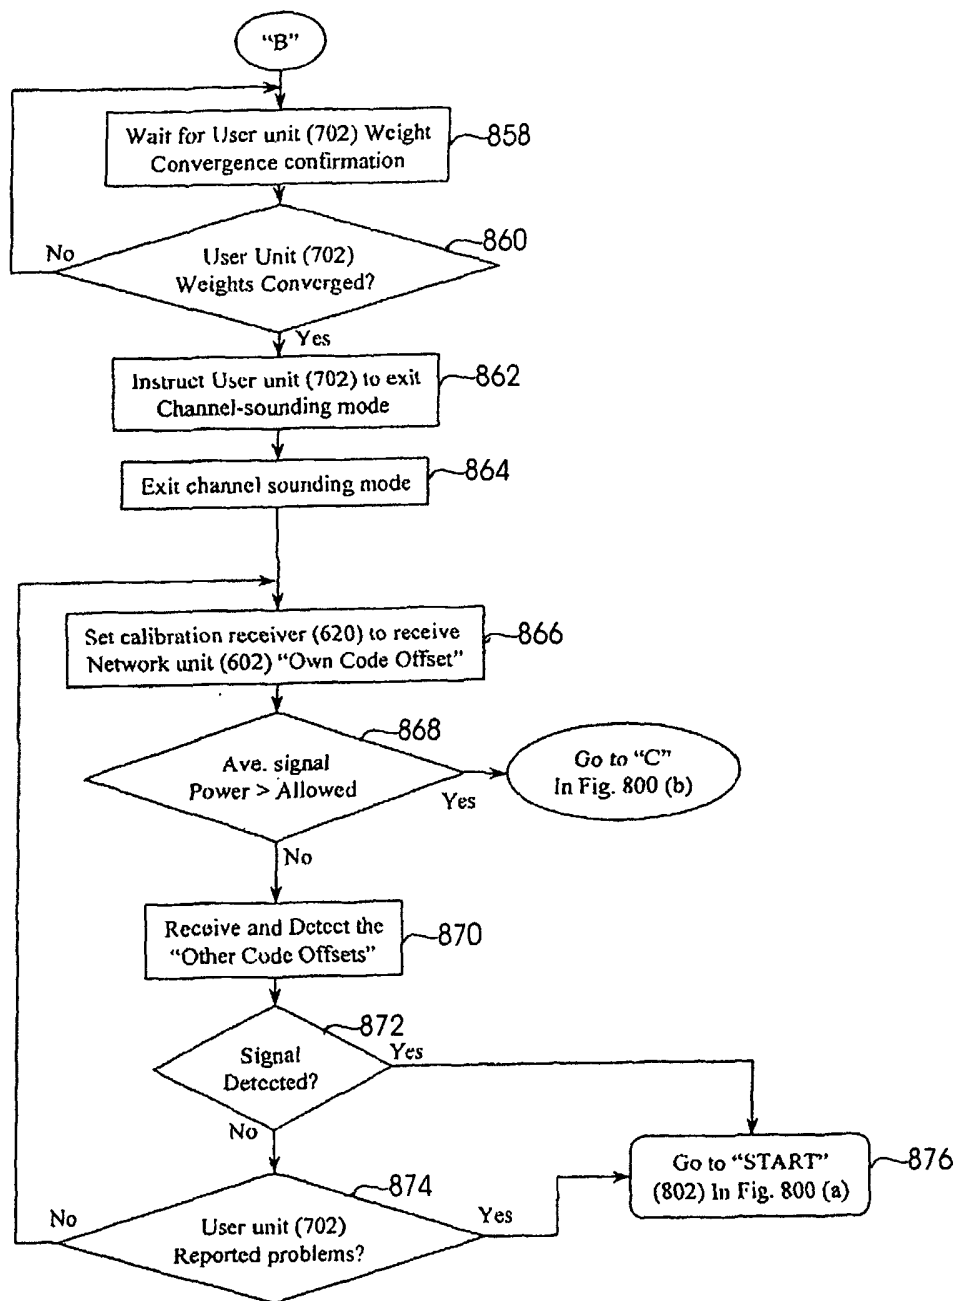 "B"
Wait for User unit (702) Weight
Convergence confirmation
858
860
No
User Unit (702)
Weights Converged?
Yes
Instruct User unit (702) to exit
Channel-sounding mode
862
Exit channel sounding mode
864
Set calibration receiver (620) to receive
Network unit (602) "Own Code Offset"
866
868
Ave. signal
Power > Allowed
Yes
Go to "C"
In Fig. 800 (b)
No
Receive and Detect the
"Other Code Offsets"
870
872
Signal
Detected?
Yes
No
Go to "START"
(802) In Fig. 800 (a)
876
874
No
User unit (702)
Reported problems?
Yes